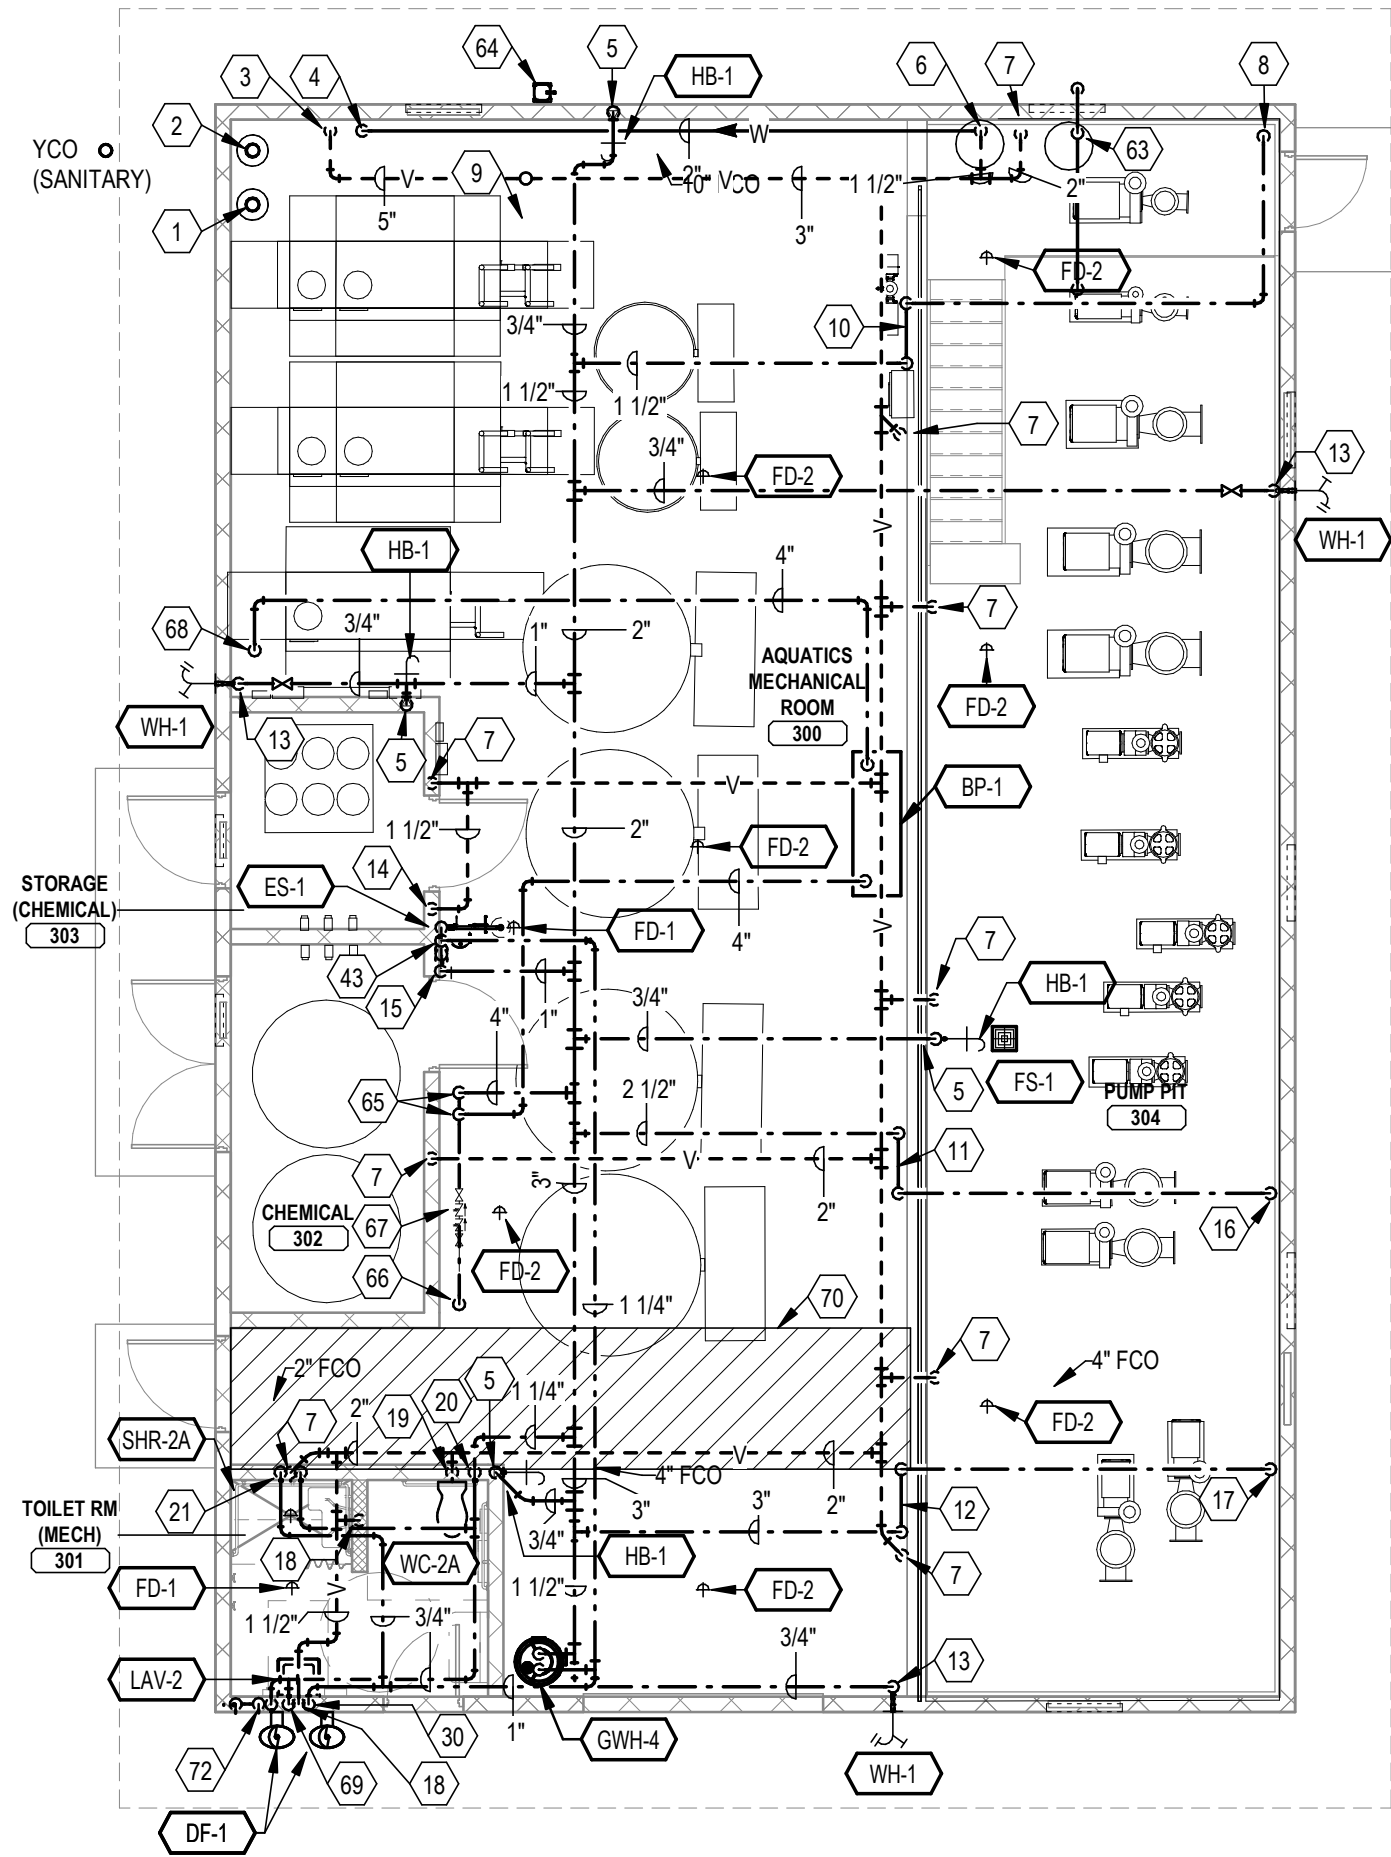 64
5
HB-1
6
7
8
3
4
2
YCO
(SANITARY)
W
2"
63
9
V
10" VCO
1 1/2"
2"
1
5"
3"
FD-2
3/4"
10
1 1/2"
1 1/2"
7
3/4"
FD-2
13
HB-1
V
WH-1
4"
68
3/4"
1"
2"
7
AQUATICS
MECHANICAL
ROOM
300
FD-2
WH-1
13
5
7
V
BP-1
1 1/2"
2"
FD-2
STORAGE
(CHEMICAL)
303
ES-1
14
FD-1
4"
V
7
43
15
4"
1"
3/4"
HB-1
65
2 1/2"
FS-1
5
PUMP PIT
304
11
7
V
3"
2"
CHEMICAL
302
67
16
66
FD-2
1 1/4"
70
7
2" FCO
4" FCO
5
1 1/4"
20
19
2"
7
SHR-2A
FD-2
V
2"
4" FCO
21
3"
3"
2"
17
TOILET RM
(MECH)
301
12
3/4"
18
WC-2A
HB-1
7
FD-1
V
1 1/2"
FD-2
1 1/2"
3/4"
3/4"
LAV-2
13
1"
30
GWH-4
72
69
18
WH-1
DF-1